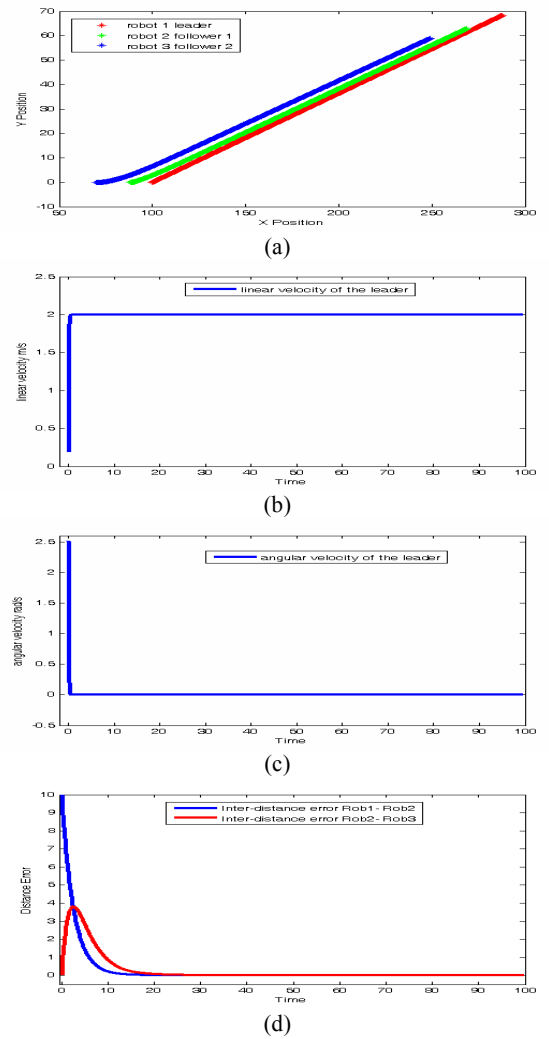 70
60
50
40
30
20
10
0
-10
robot 1 leader
robot 2 follower 1
robot 3 follower 2
Y Position
50 100 150 200 250 300
X Position
(a)
2.5
2
1.5
1
0.5
0
linear velocity of the leader
linear velocity m/s
0 10 20 30 40 50 60 70 80 90 100
Time
(b)
2.5
2
1.5
1
0.5
0
-0.5
angular velocity of the leader
angular velocity rad/s
0 10 20 30 40 50 60 70 80 90 100
Time
(c)
10
9
8
7
6
5
4
3
2
1
0
Inter-distance error Rob1- Rob2
Inter-distance error Rob2- Rob3
Distance Error
0 10 20 30 40 50 60 70 80 90 100
Time
(d)